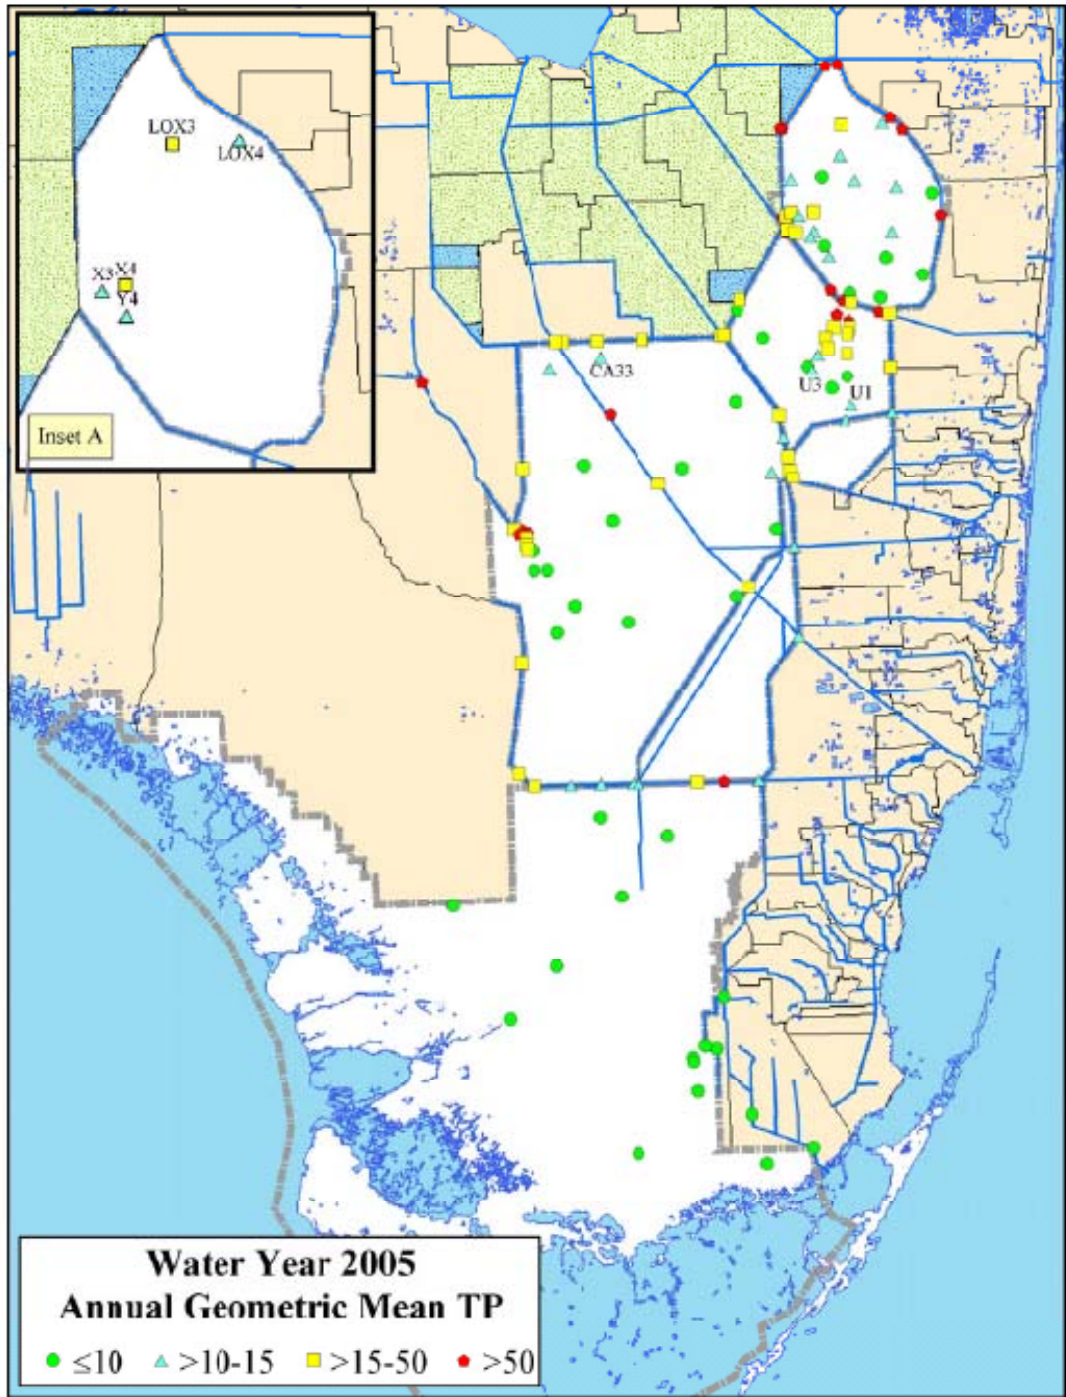 LOX3
LOX4
X3
X4
Y4
Inset A
CA33
U3
U1
Water Year 2005
Annual Geometric Mean TP
≤10 >10-15 >15-50 >50